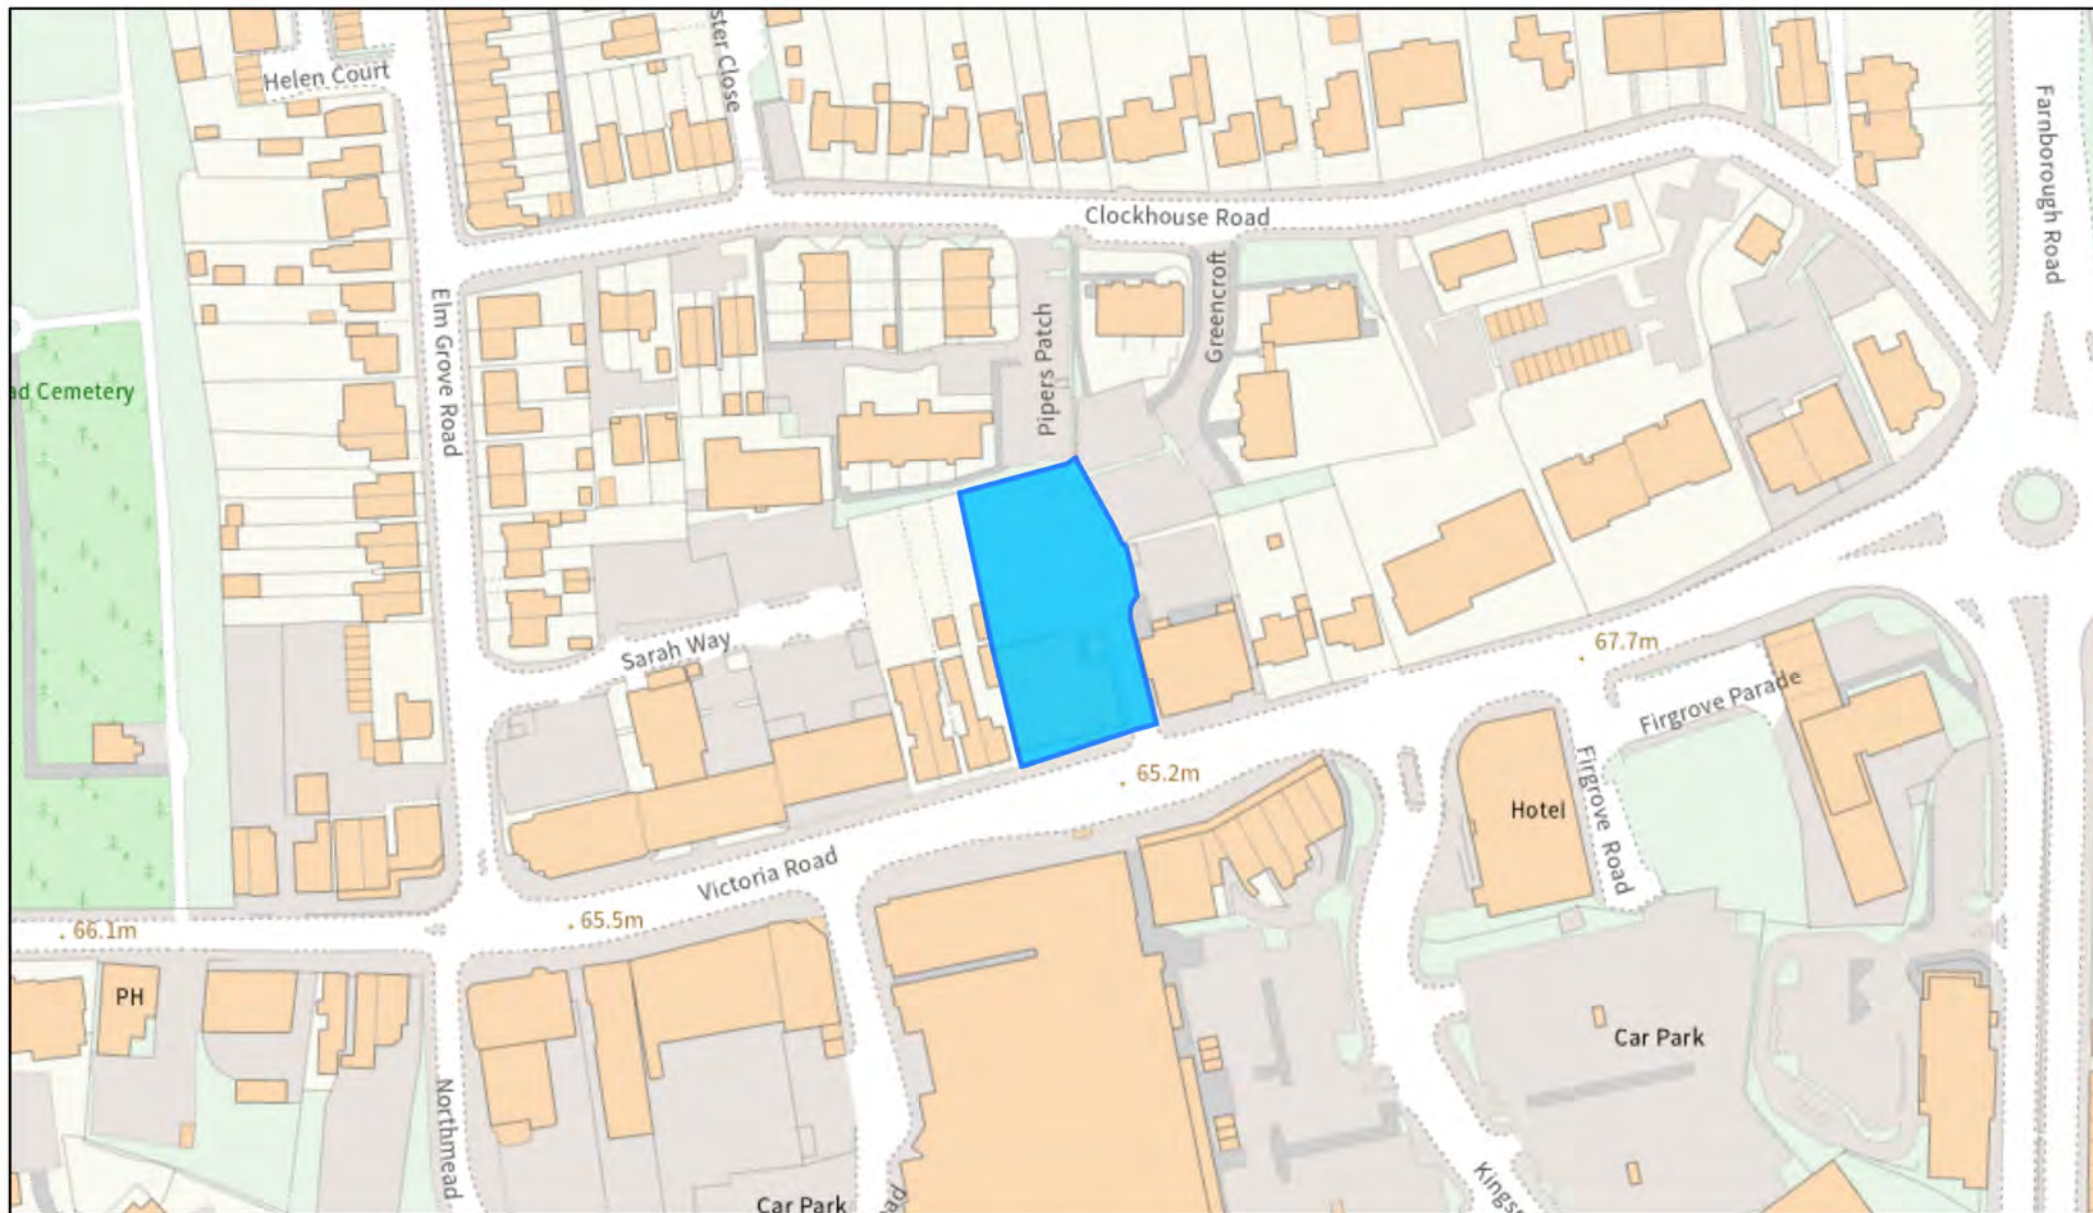 ster Close
Helen Court
Farnborough Road
Clockhouse Road
Greencroft
Elm Grove Road
Pipers Patch
ad Cemetery
Sarah Way
67.7m
Firgrove Parade
65.2m
Firgrove Road
Hotel
Victoria Road
65.5m
66.1m
PH
Car Park
Northmead
Kings
Car Park
ad